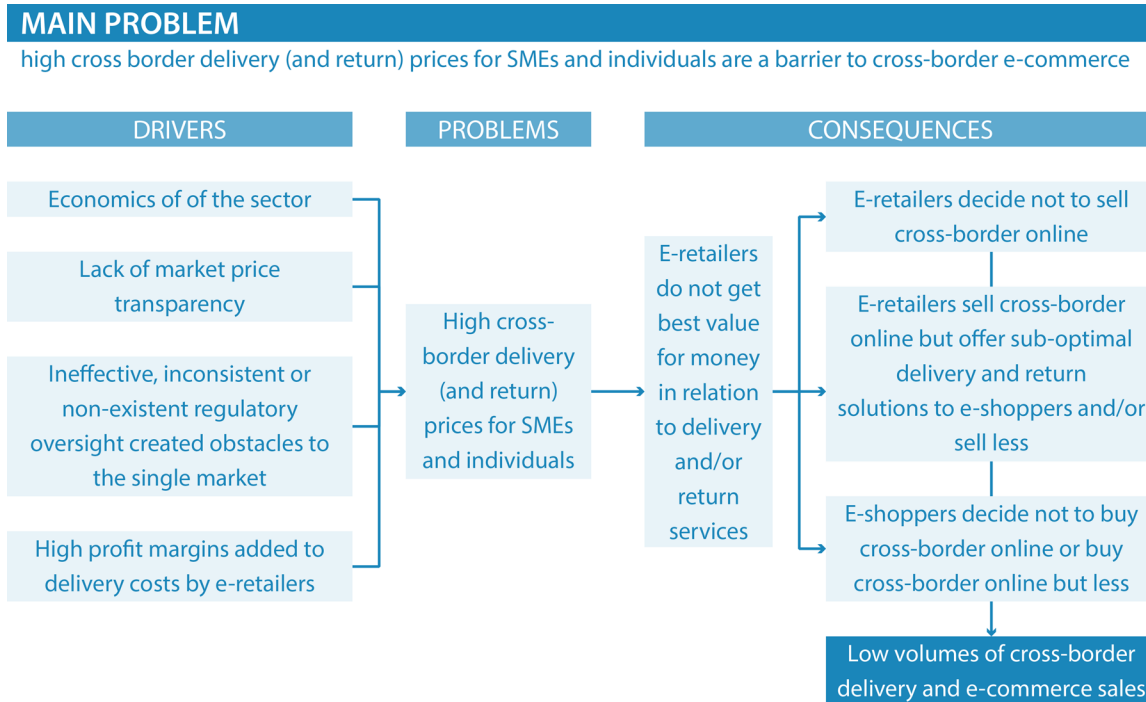 MAIN PROBLEM
high cross border delivery (and return) prices for SMEs and individuals are a barrier to cross-border e-commerce
DRIVERS
PROBLEMS
CONSEQUENCES
Economics of of the sector
Lack of market price
transparency
Ineffective, inconsistent or
non-existent regulatory
oversight created obstacles to
the single market
High profit margins added to
delivery costs by e-retailers
High cross-
border delivery
(and return)
prices for SMEs
and individuals
E-retailers
do not get
best value
for money
in relation
to delivery
and/or
return
services
E-retailers decide not to sell
cross-border online
E-retailers sell cross-border
online but offer sub-optimal
delivery and return
solutions to e-shoppers and/or
sell less
E-shoppers decide not to buy
cross-border online or buy
cross-border online but less
Low volumes of cross-border
delivery and e-commerce sales